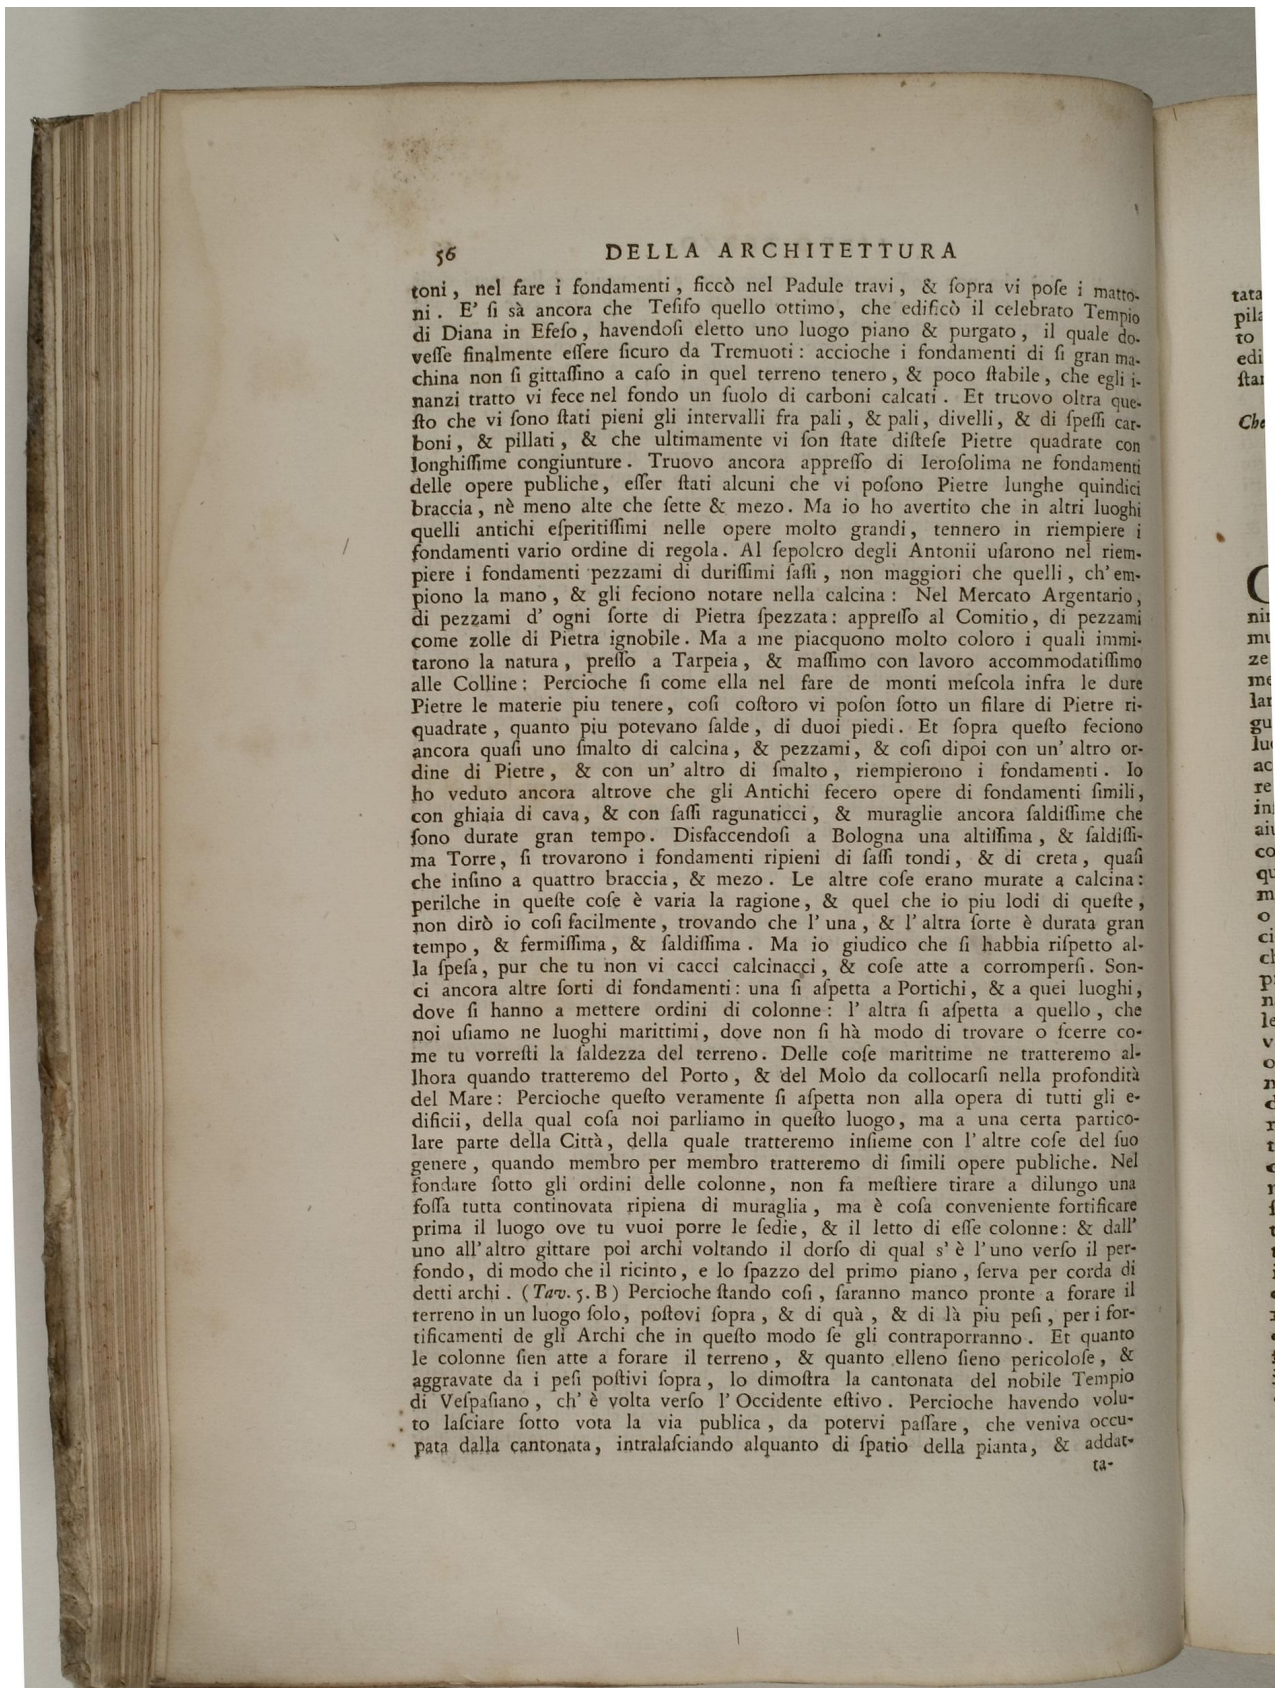 56 DELLA ARCHITETTURA
toni, nel fare i fondamenti, ficcò nel Padule travi, & ſopra vi poſe i matto-
ni. E' ſi sà ancora che Teſifo quello ottimo, che edificò il celebrato Tempio
di Diana in Efeſo, havendoſi eletto uno luogo piano & purgato, il quale do-
veſſe finalmente eſſere ſicuro da Tremuoti: accioche i fondamenti di ſi gran ma-
china non ſi gittaſſino a caſo in quel terreno tenero, & poco ſtabile, che egli i-
nanzi tratto vi fece nel fondo un ſuolo di carboni calcati. Et truovo oltra que-
ſto che vi ſono ſtati pieni gli intervalli fra pali, & pali, divelli, & di ſpeſſi car-
boni, & pillati, & che ultimamente vi ſon ſtate diſteſe Pietre quadrate con
longhiſſime congiunture. Truovo ancora appreſſo di Ieroſolima ne fondamenti
delle opere publiche, eſſer ſtati alcuni che vi poſono Pietre lunghe quindici
braccia, nè meno alte che ſette & mezo. Ma io ho avertito che in altri luoghi
quelli antichi eſperitiſſimi nelle opere molto grandi, tennero in riempiere i
fondamenti vario ordine di regola. Al ſepolcro degli Antonii uſarono nel riem-
piere i fondamenti pezzami di duriſſimi ſaſſi, non maggiori che quelli, ch' em-
piono la mano, & gli feciono notare nella calcina: Nel Mercato Argentario,
di pezzami d' ogni ſorte di Pietra ſpezzata: appreſſo al Comitio, di pezzami
come zolle di Pietra ignobile. Ma a me piacquono molto coloro i quali immi-
tarono la natura, preſſo a Tarpeia, & maſſimo con lavoro accommodatiſſimo
alle Colline: Percioche ſi come ella nel fare de monti meſcola infra le dure
Pietre le materie piu tenere, coſi coſtoro vi poſon ſotto un filare di Pietre ri-
quadrate, quanto piu potevano ſalde, di duoi piedi. Et ſopra queſto feciono
ancora quaſi uno ſmalto di calcina, & pezzami, & coſi dipoi con un' altro or-
dine di Pietre, & con un' altro di ſmalto, riempierono i fondamenti. Io
ho veduto ancora altrove che gli Antichi fecero opere di fondamenti ſimili,
con ghiaia di cava, & con ſaſſi ragunaticci, & muraglie ancora ſaldiſſime che
ſono durate gran tempo. Disfaccendoſi a Bologna una altiſſima, & ſaldiſſi-
ma Torre, ſi trovarono i fondamenti ripieni di ſaſſi tondi, & di creta, quaſi
che inſino a quattro braccia, & mezo. Le altre coſe erano murate a calcina:
perilche in queſte coſe è varia la ragione, & quel che io piu lodi di queſte,
non dirò io coſi facilmente, trovando che l' una, & l' altra ſorte è durata gran
tempo, & fermiſſima, & ſaldiſſima. Ma io giudico che ſi habbia riſpetto al-
la ſpeſa, pur che tu non vi cacci calcinacci, & coſe atte a corromperſi. Son-
ci ancora altre ſorti di fondamenti: una ſi aſpetta a Portichi, & a quei luoghi,
dove ſi hanno a mettere ordini di colonne: l' altra ſi aſpetta a quello, che
noi uſiamo ne luoghi marittimi, dove non ſi hà modo di trovare o ſcerre co-
me tu vorreſti la ſaldezza del terreno. Delle coſe marittime ne tratteremo al-
lhora quando tratteremo del Porto, & del Molo da collocarſi nella profondità
del Mare: Percioche queſto veramente ſi aſpetta non alla opera di tutti gli e-
dificii, della qual coſa noi parliamo in queſto luogo, ma a una certa partico-
lare parte della Città, della quale tratteremo inſieme con l' altre coſe del ſuo
genere, quando membro per membro tratteremo di ſimili opere publiche. Nel
fondare ſotto gli ordini delle colonne, non fa meſtiere tirare a dilungo una
foſſa tutta continovata ripiena di muraglia, ma è coſa conveniente fortificare
prima il luogo ove tu vuoi porre le ſedie, & il letto di eſſe colonne: & dall'
uno all' altro gittare poi archi voltando il dorſo di qual s' è l' uno verſo il per-
fondo, di modo che il ricinto, e lo ſpazzo del primo piano, ſerva per corda di
detti archi. (Tav. 5. B) Percioche ſtando coſi, ſaranno manco pronte a forare il
terreno in un luogo ſolo, poſtovi ſopra, & di quà, & di là piu peſi, per i for-
tificamenti de gli Archi che in queſto modo ſe gli contraporranno. Et quanto
le colonne ſien atte a forare il terreno, & quanto elleno ſieno pericoloſe, &
aggravate da i peſi poſtivi ſopra, lo dimoſtra la cantonata del nobile Tempio
di Veſpaſiano, ch' è volta verſo l' Occidente eſtivo. Percioche havendo volu-
to laſciare ſotto vota la via publica, da potervi paſſare, che veniva occu-
pata dalla cantonata, intralaſciando alquanto di ſpatio della pianta, & addat-
ta-